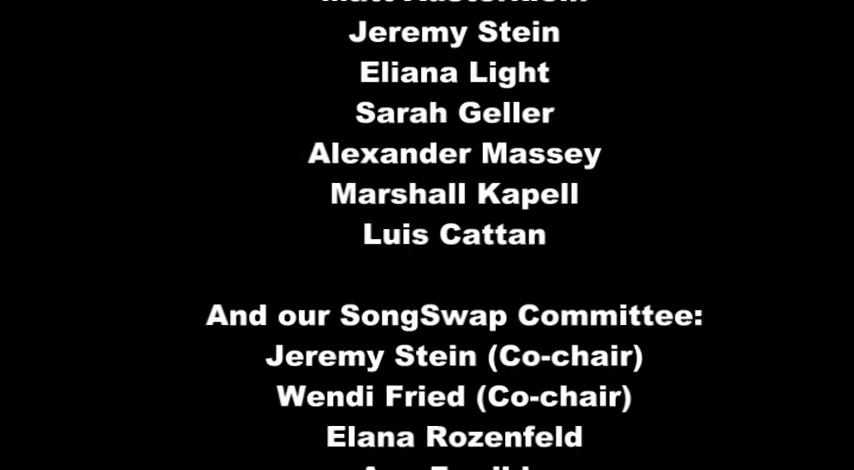 Jeremy Stein
Eliana Light
Sarah Geller
Alexander Massey
Marshall Kapell
Luis Cattan
And our SongSwap Committee:
Jeremy Stein (Co-chair)
Wendi Fried (Co-chair)
Elana Rozenfeld